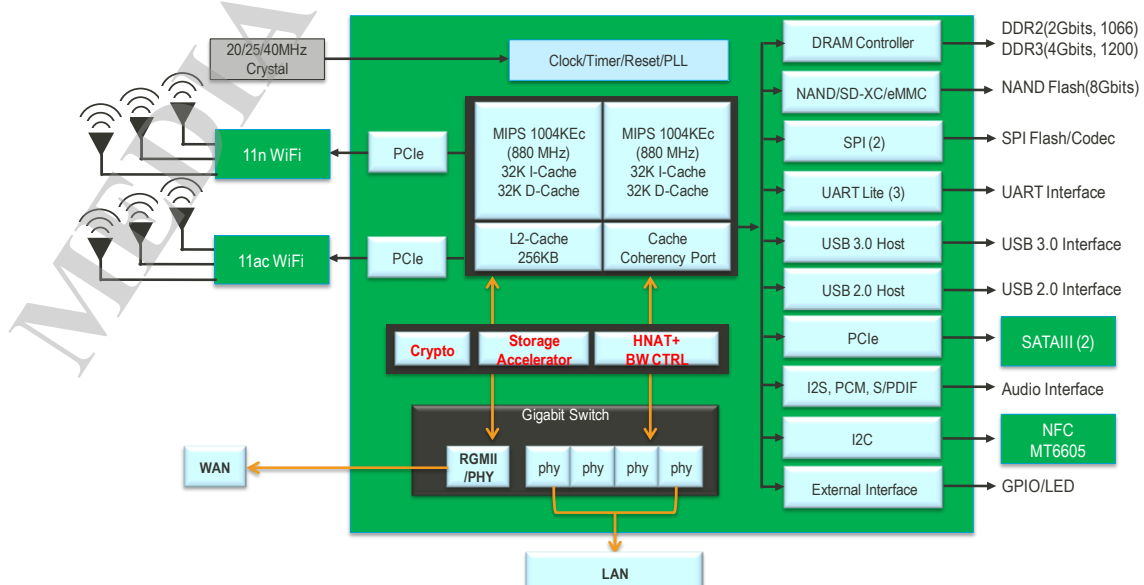 20/25/40MHz
Crystal
Clock/Timer/Reset/PLL
DRAM Controller
DDR2(2Gbits, 1066)
DDR3(4Gbits, 1200)
NAND/SD-XC/eMMC
NAND Flash(8Gbits)
11n WiFi
PCIe
MIPS 1004KEc
(880 MHz)
32K I-Cache
32K D-Cache
MIPS 1004KEc
(880 MHz)
32K I-Cache
32K D-Cache
SPI (2)
SPI Flash/Codec
UART Lite (3)
UART Interface
11ac WiFi
PCIe
L2-Cache
256KB
Cache
Coherency Port
USB 3.0 Host
USB 3.0 Interface
USB 2.0 Host
USB 2.0 Interface
Crypto
Storage
Accelerator
HNAT+
BW CTRL
PCIe
SATAIII (2)
I2S, PCM, S/PDIF
Audio Interface
Gigabit Switch
I2C
NFC
MT6605
WAN
RGMII
/PHY
phy
phy
phy
phy
External Interface
GPIO/LED
LAN
MEDIA